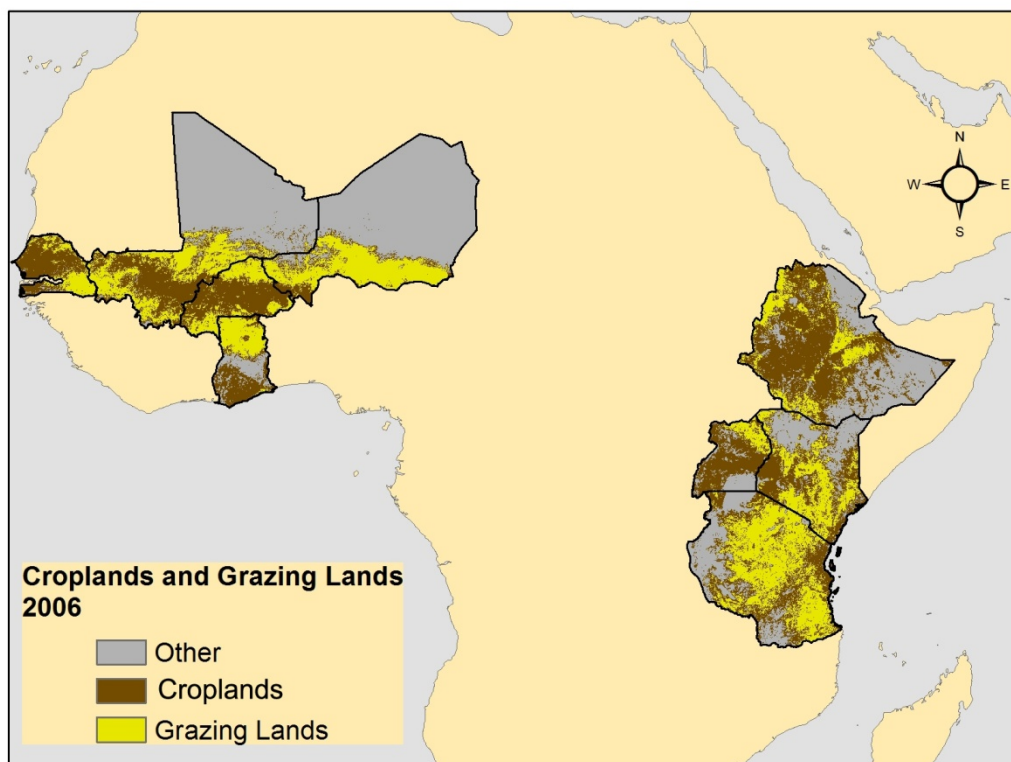 N
W E
S
Croplands and Grazing Lands
2006
Other
Croplands
Grazing Lands